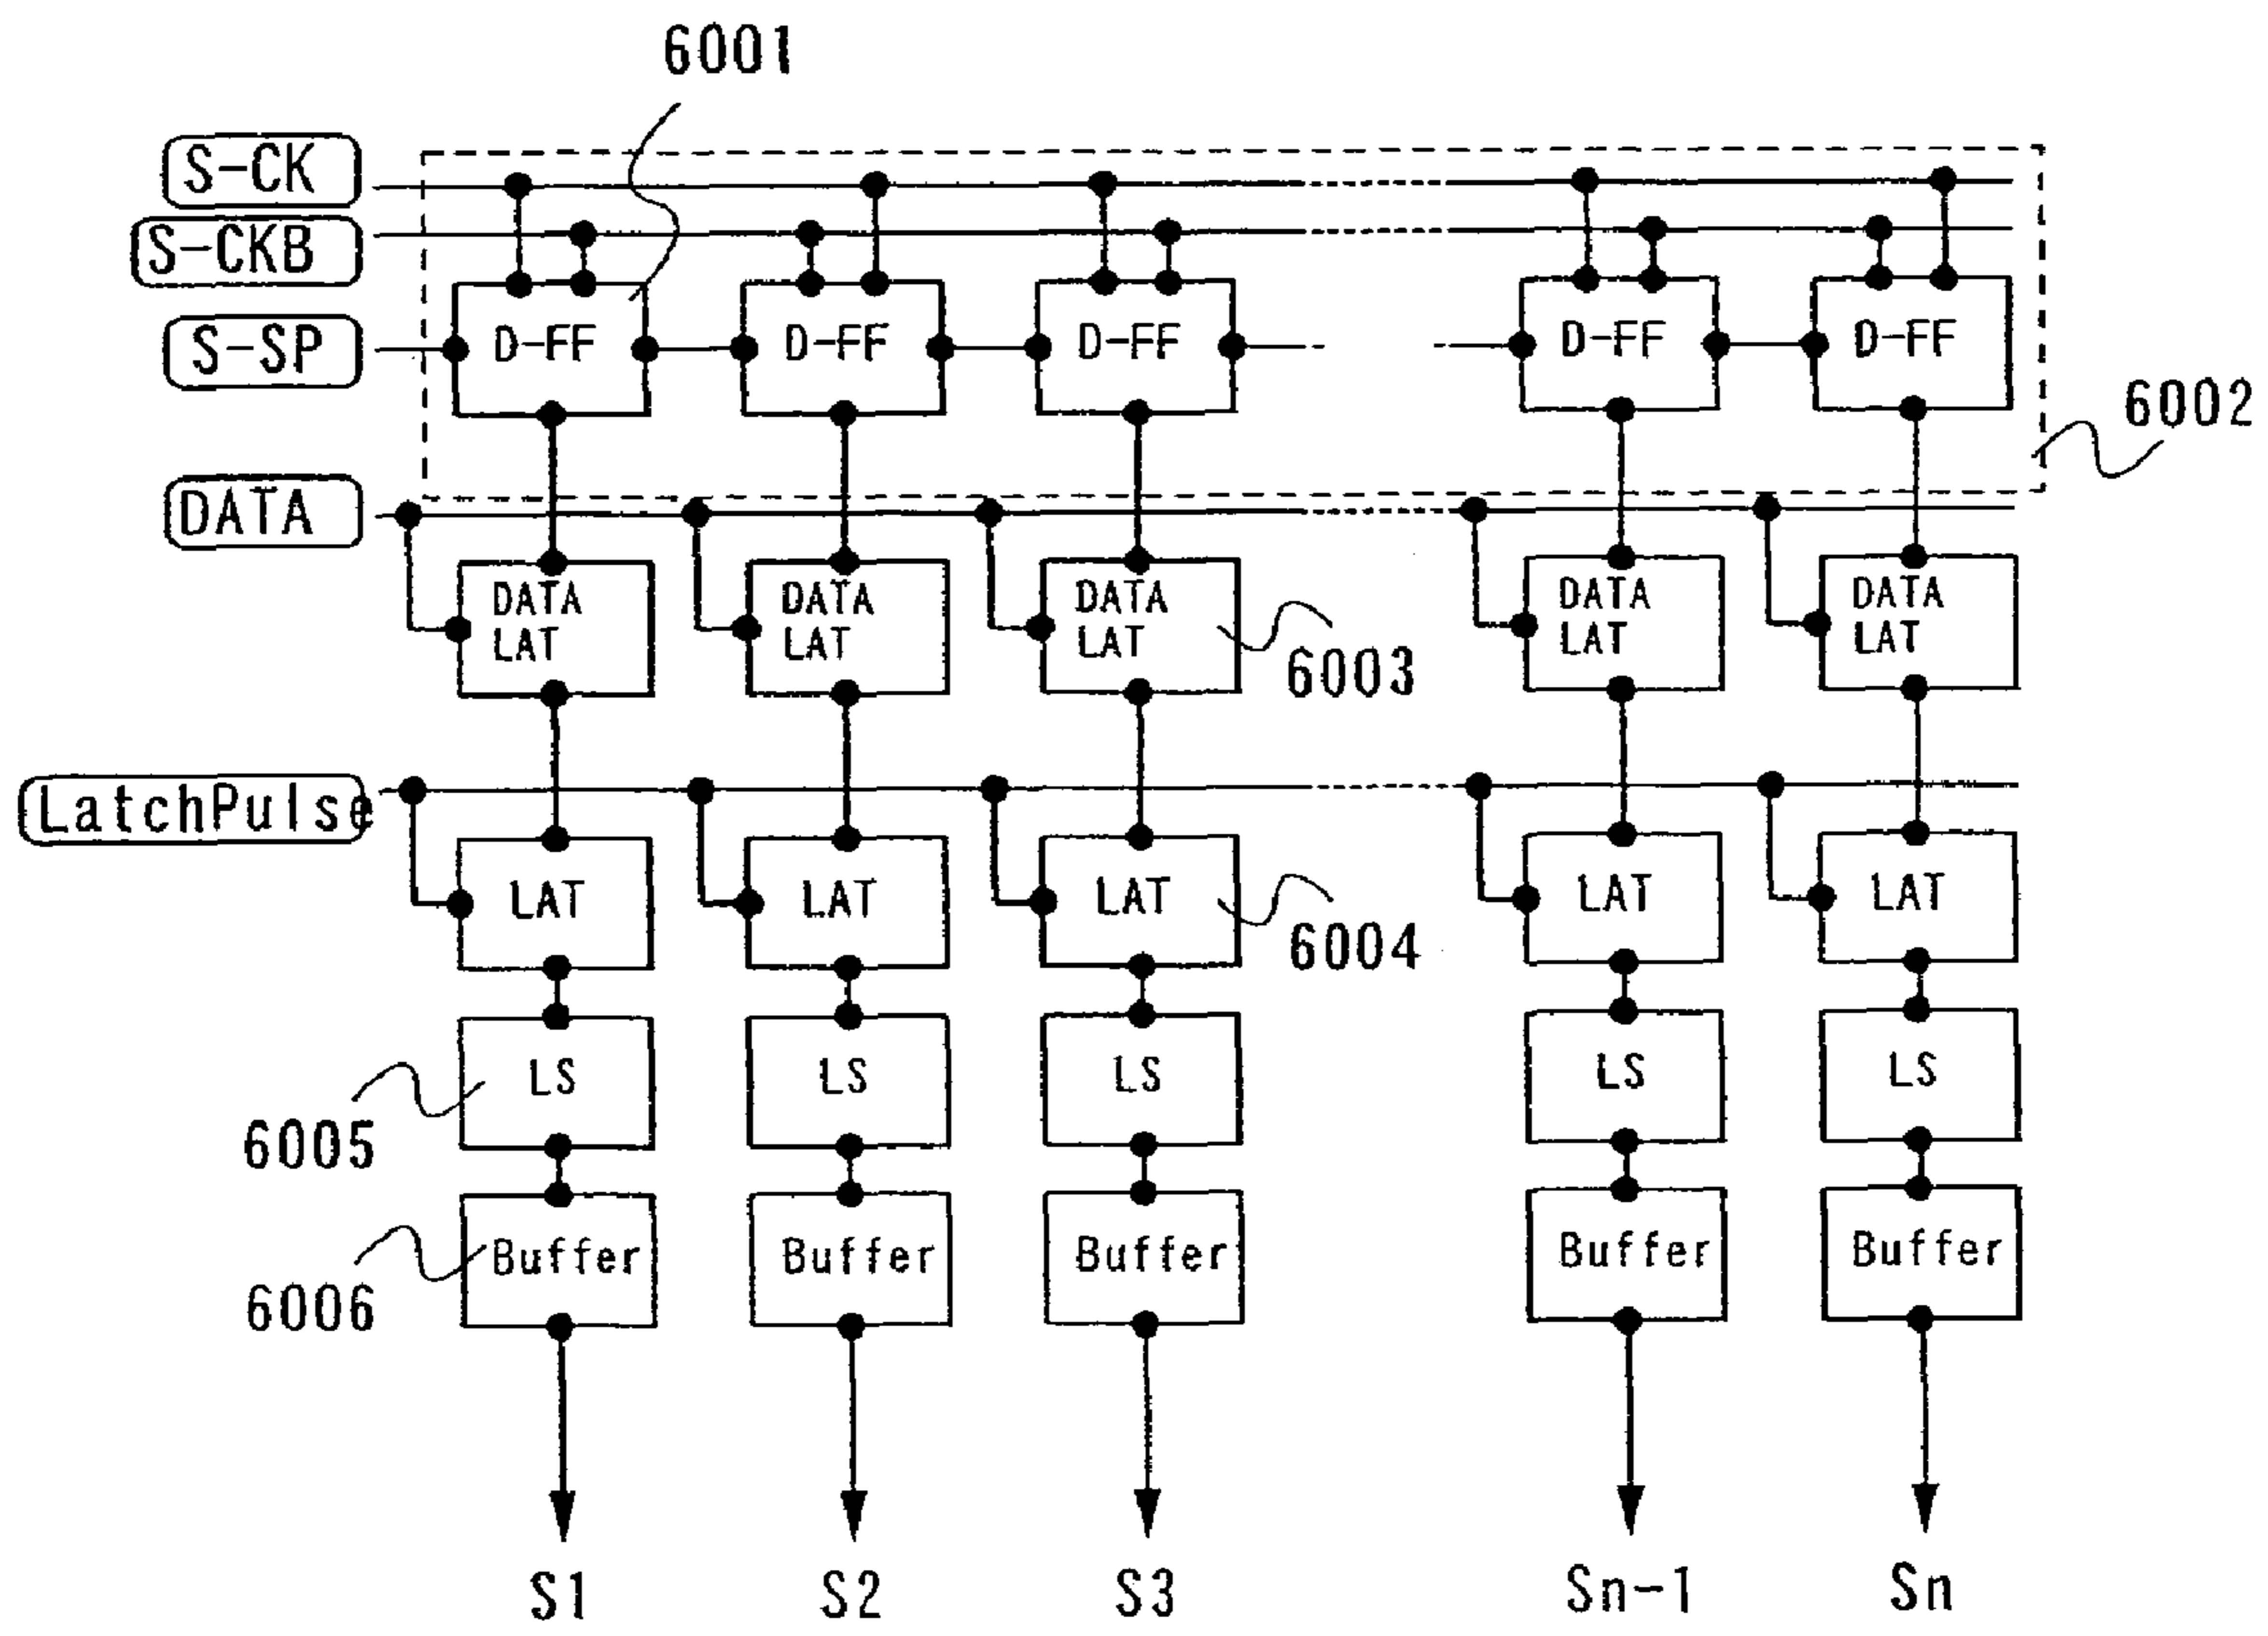 6001
S-CK
S-CKB
S-SP
D-FF D-FF D-FF D-FF D-FF
6002
DATA
DATA LAT DATA LAT DATA LAT DATA LAT DATA LAT
6003
LatchPulse
LAT LAT LAT LAT LAT
6004
LS LS LS LS LS
6005
Buffer Buffer Buffer Buffer Buffer
6006
S1 S2 S3 Sn-1 Sn